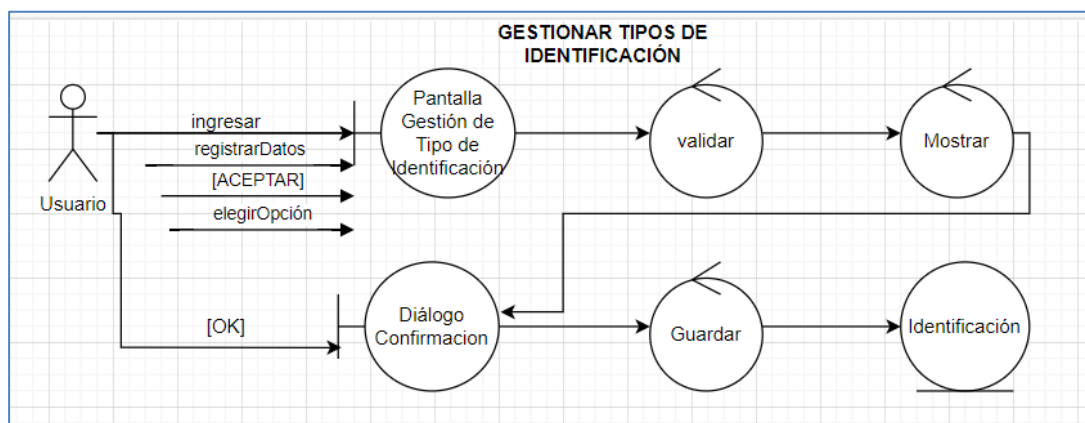 GESTIONAR TIPOS DE
IDENTIFICACIÓN
ingresar
registrarDatos
[ACEPTAR]
elegirOpción
Usuario
Pantalla
Gestión de
Tipo de
Identificación
validar
Mostrar
[OK]
Diálogo
Confirmacion
Guardar
Identificación